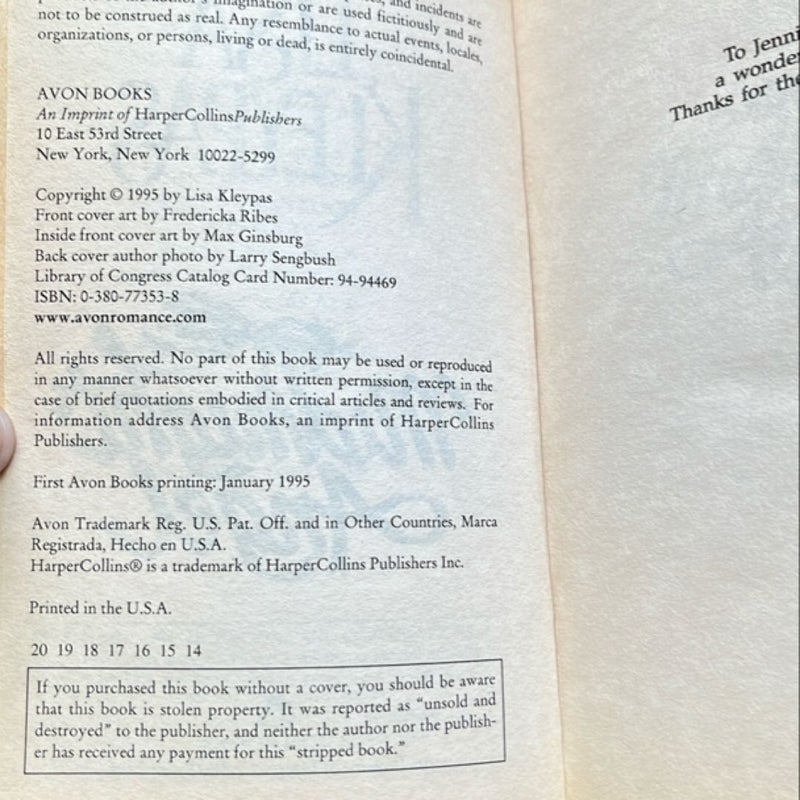 imagination or are used fictitiously and are
not to be construed as real. Any resemblance to actual events, locales,
organizations, or persons, living or dead, is entirely coincidental.
AVON BOOKS
An Imprint of HarperCollinsPublishers
10 East 53rd Street
New York, New York 10022-5299
Copyright © 1995 by Lisa Kleypas
Front cover art by Fredericka Ribes
Inside front cover art by Max Ginsburg
Back cover author photo by Larry Sengbush
Library of Congress Catalog Card Number: 94-94469
ISBN: 0-380-77353-8
www.avonromance.com
All rights reserved. No part of this book may be used or reproduced
in any manner whatsoever without written permission, except in the
case of brief quotations embodied in critical articles and reviews. For
information address Avon Books, an imprint of HarperCollins
Publishers.
First Avon Books printing: January 1995
Avon Trademark Reg. U.S. Pat. Off. and in Other Countries, Marca
Registrada, Hecho en U.S.A.
HarperCollins® is a trademark of HarperCollins Publishers Inc.
Printed in the U.S.A.
20 19 18 17 16 15 14
If you purchased this book without a cover, you should be aware
that this book is stolen property. It was reported as "unsold and
destroyed" to the publisher, and neither the author nor the publish-
er has received any payment for this "stripped book."
To Jenni
a wonde
Thanks for the